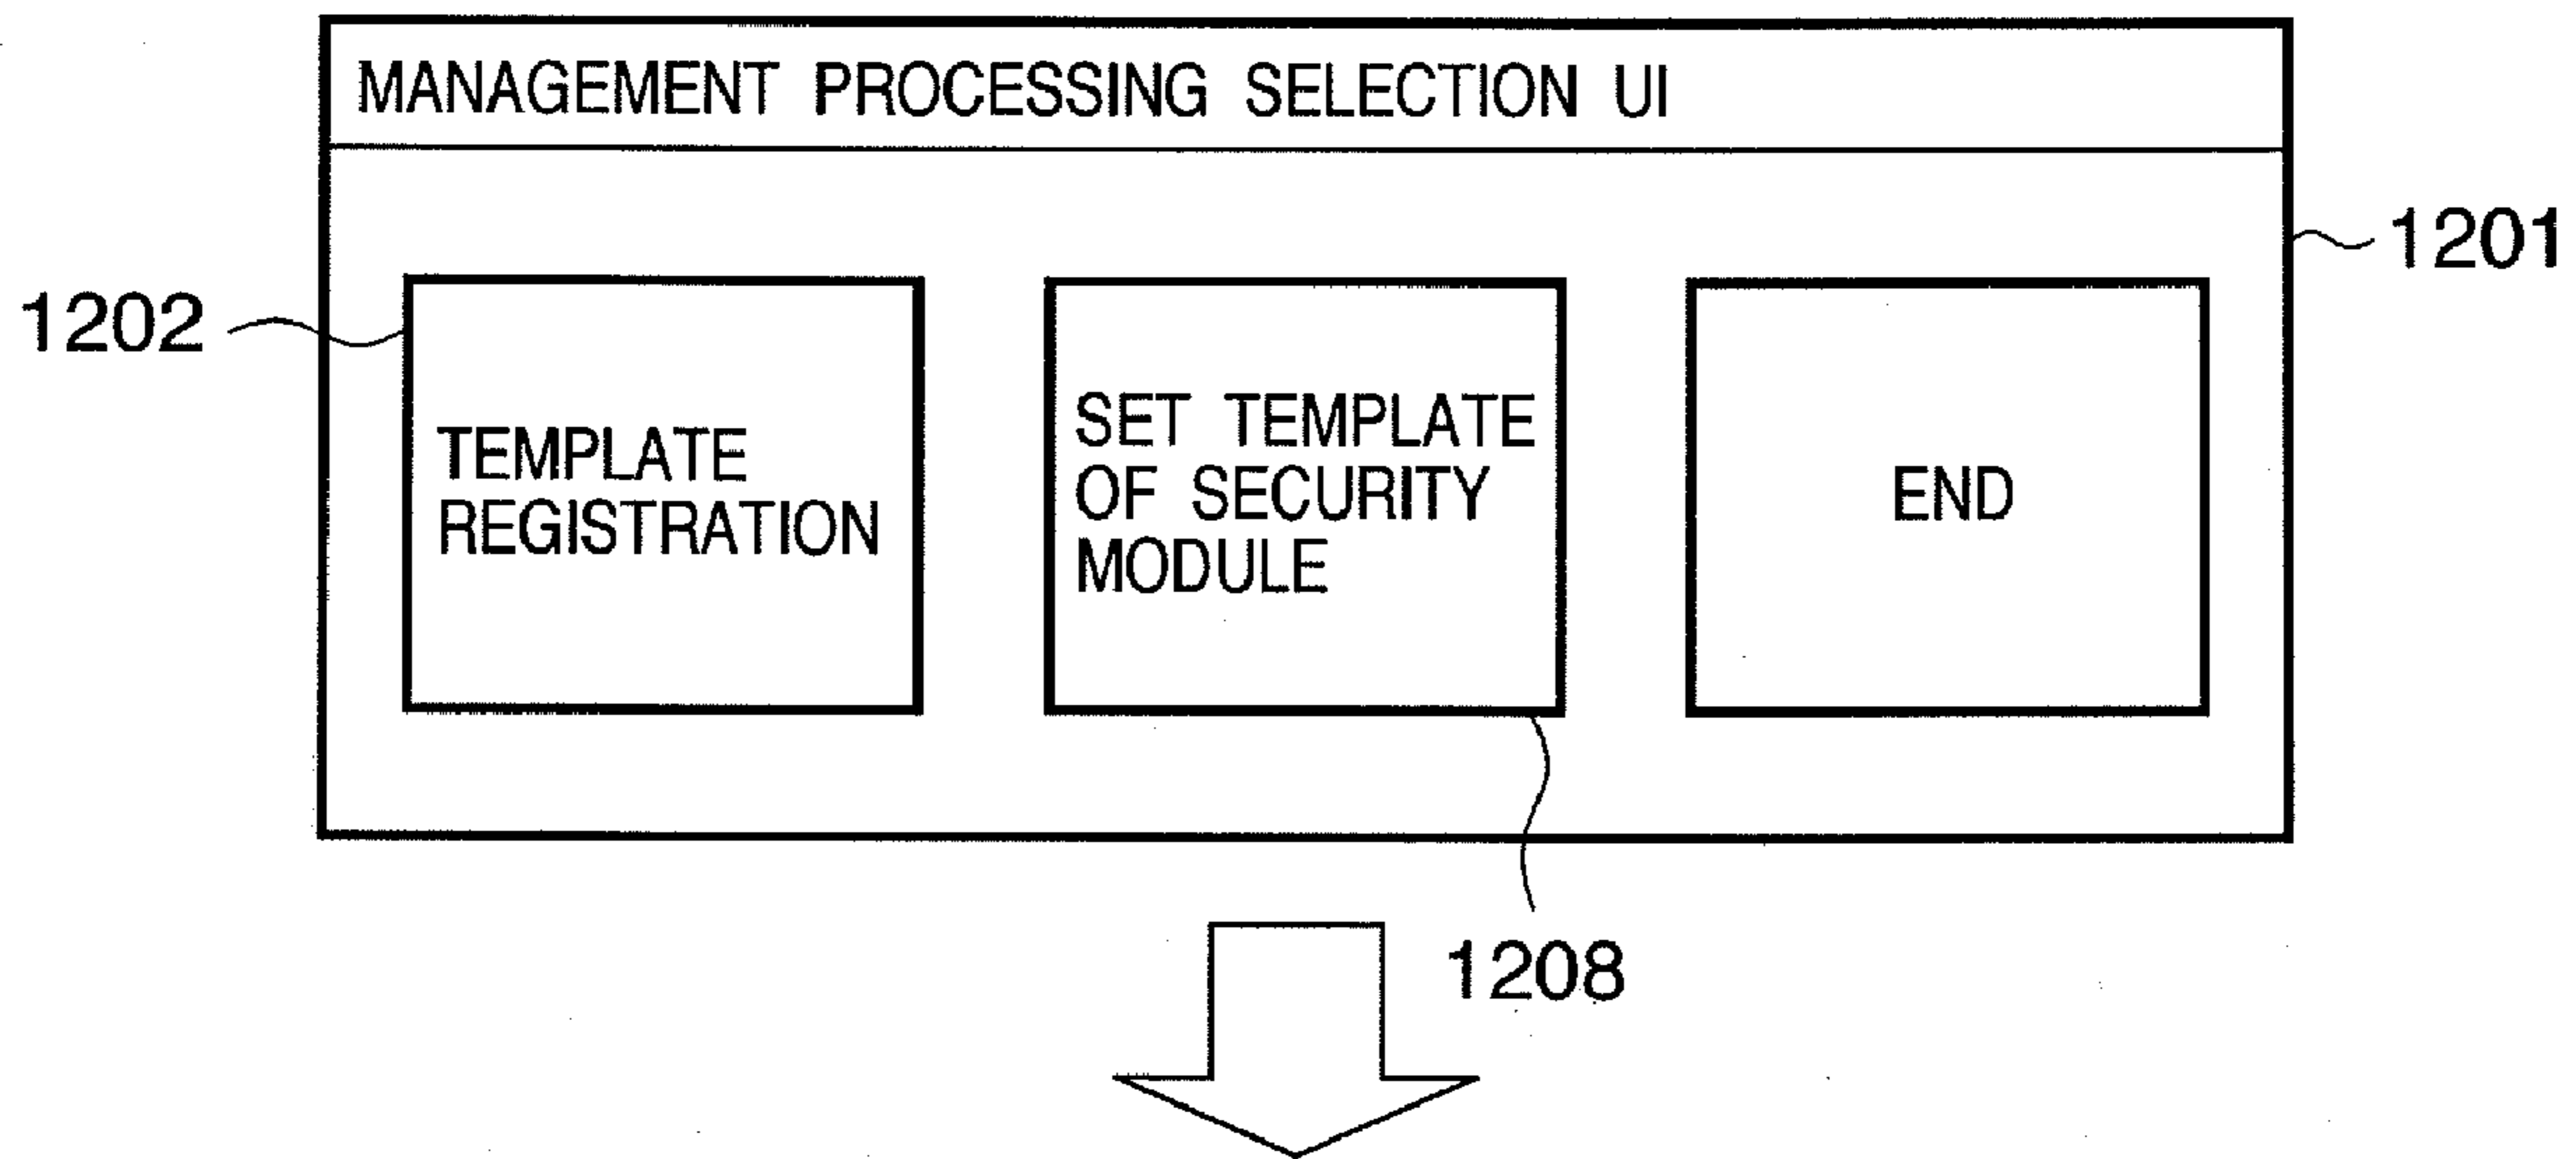 MANAGEMENT PROCESSING SELECTION UI
1201
1202
TEMPLATE
REGISTRATION
SET TEMPLATE
OF SECURITY
MODULE
END
1208